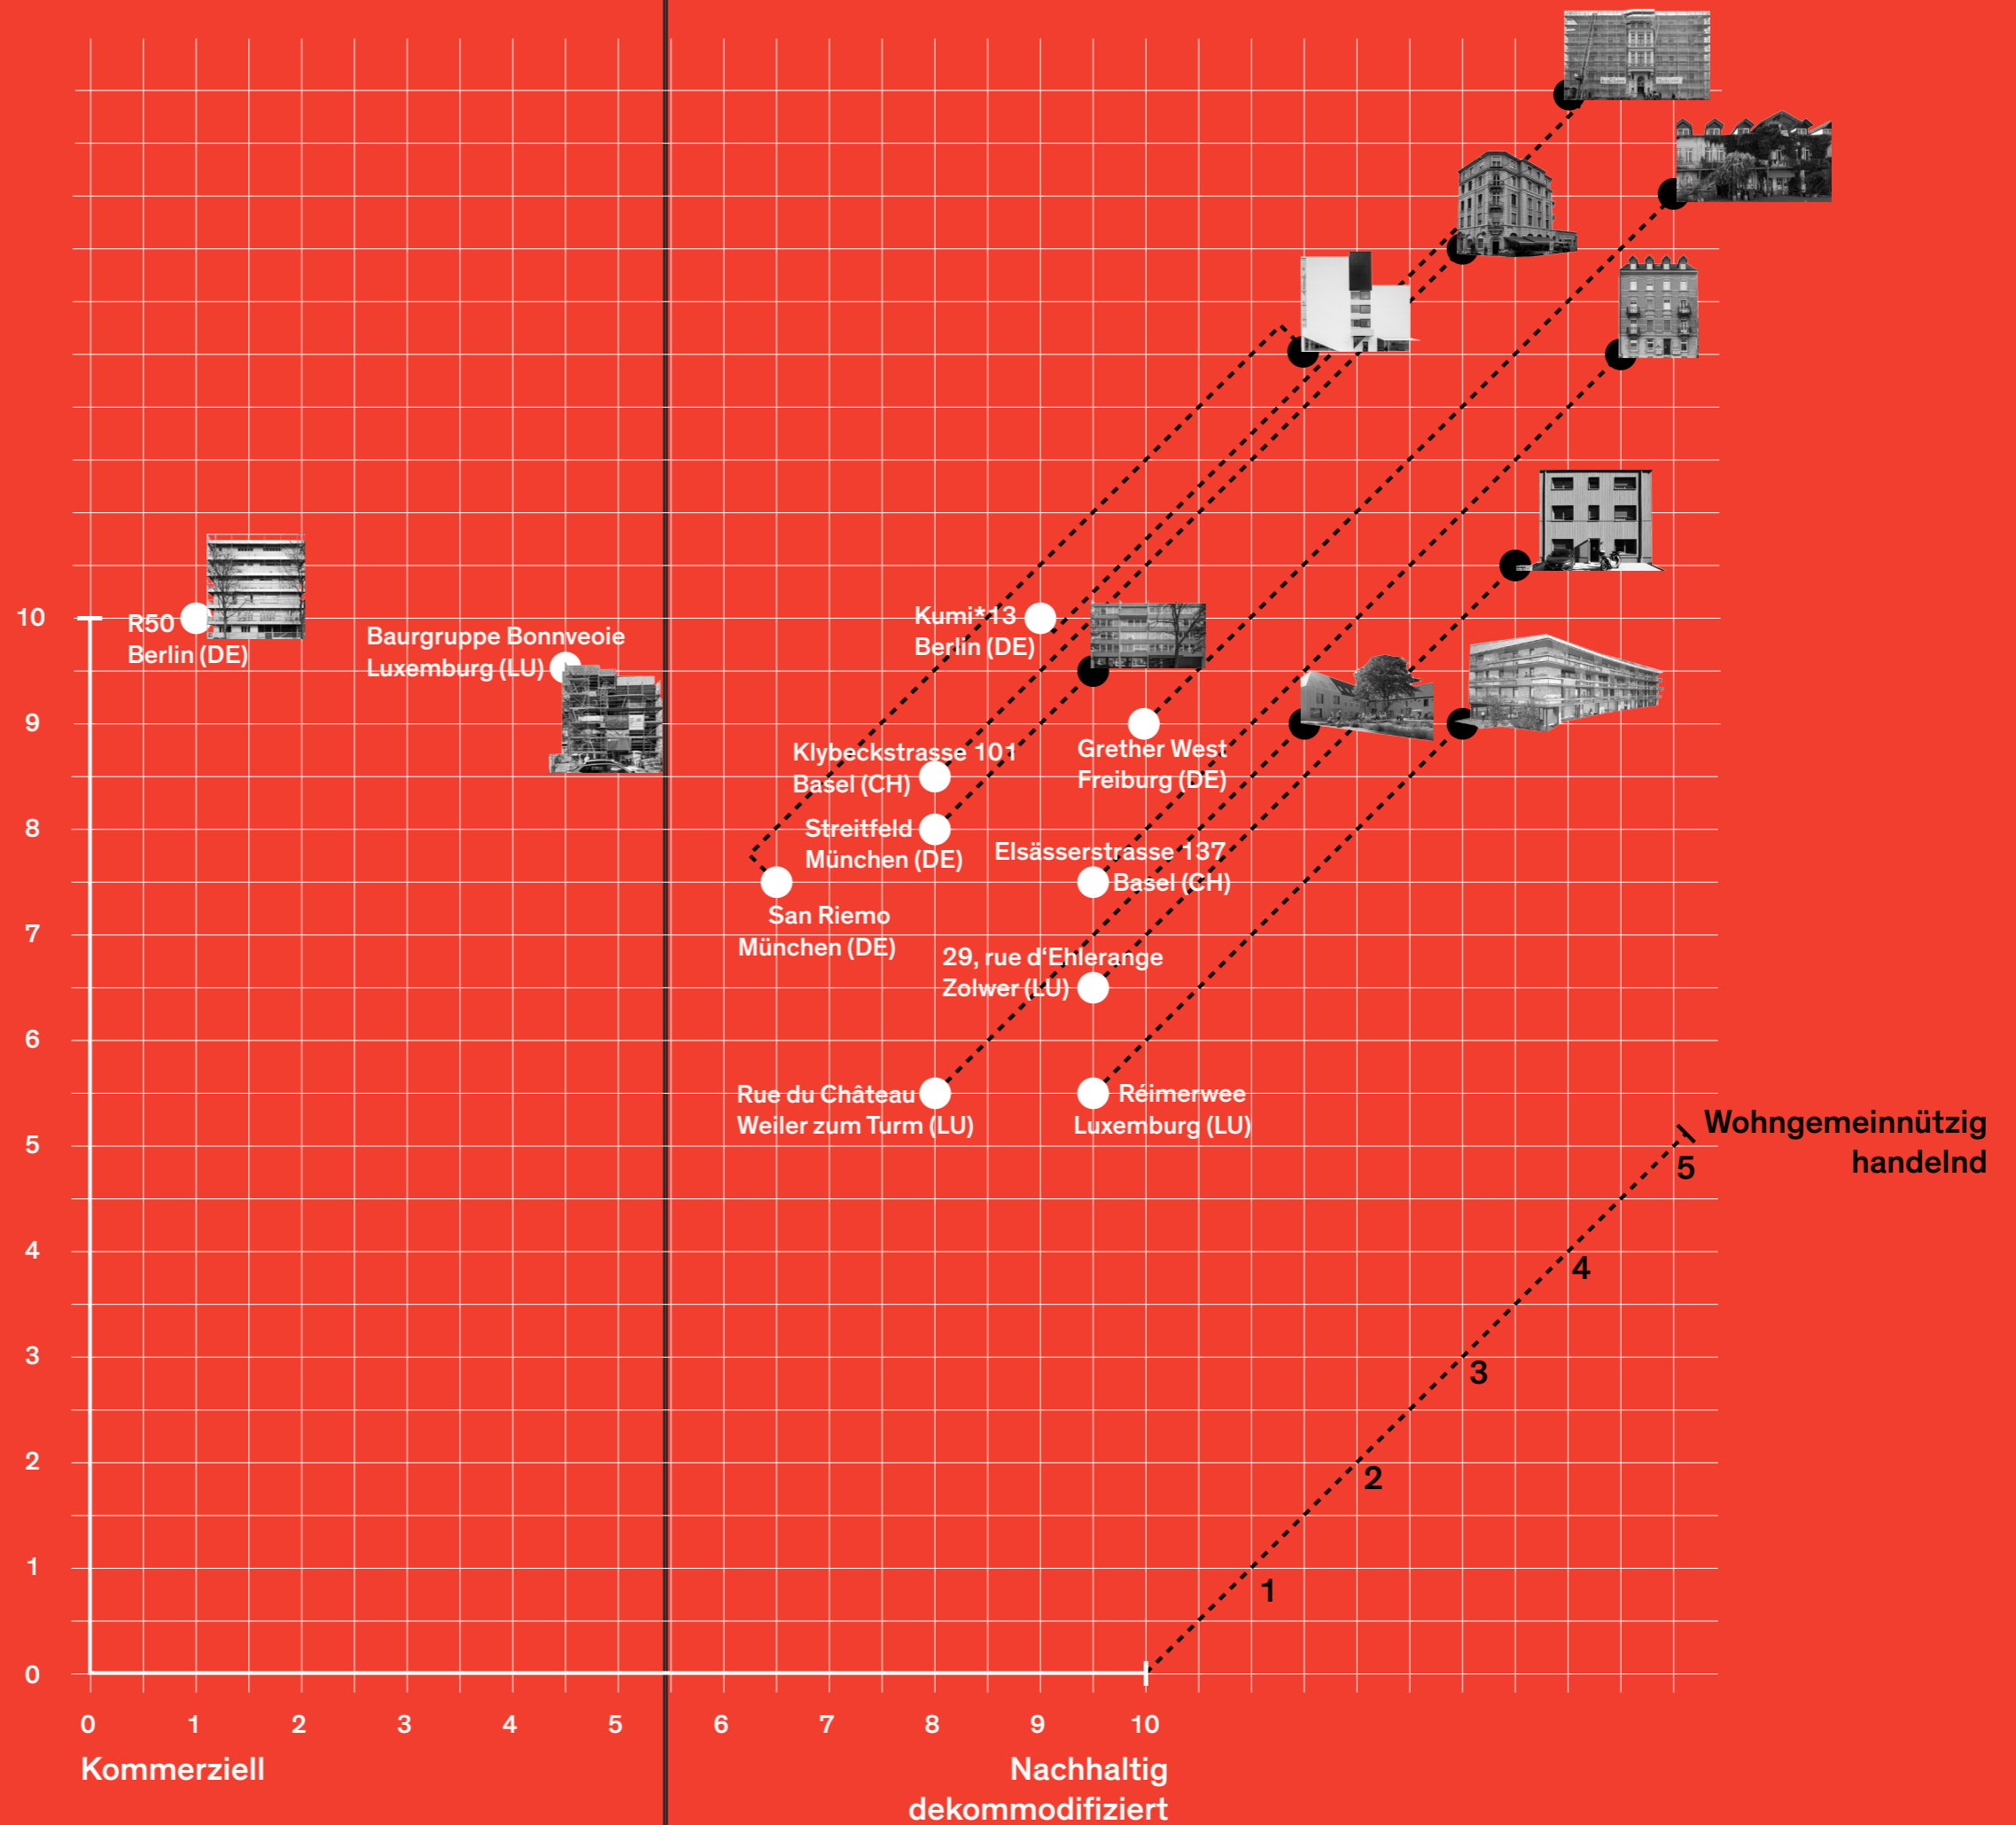 10
R50
Berlin (DE)
Baurgruppe Bonnveoie
Luxemburg (LU)
Kumi*13
Berlin (DE)
9
Klybeckstrasse 101
Basel (CH)
Grether West
Freiburg (DE)
8
Streitfeld
München (DE)
Elsässerstrasse 137
Basel (CH)
San Riemo
München (DE)
7
29, rue d‘Ehlerange
Zolwer (LU)
6
Rue du Château
Weiler zum Turm (LU)
Réimerwee
Luxemburg (LU)
5
Wohngemeinnützig
handelnd
5
4
4
3
3
2
2
1
1
0
0 1 2 3 4 5 6 7 8 9 10
Kommerziell
Nachhaltig
dekommodifiziert